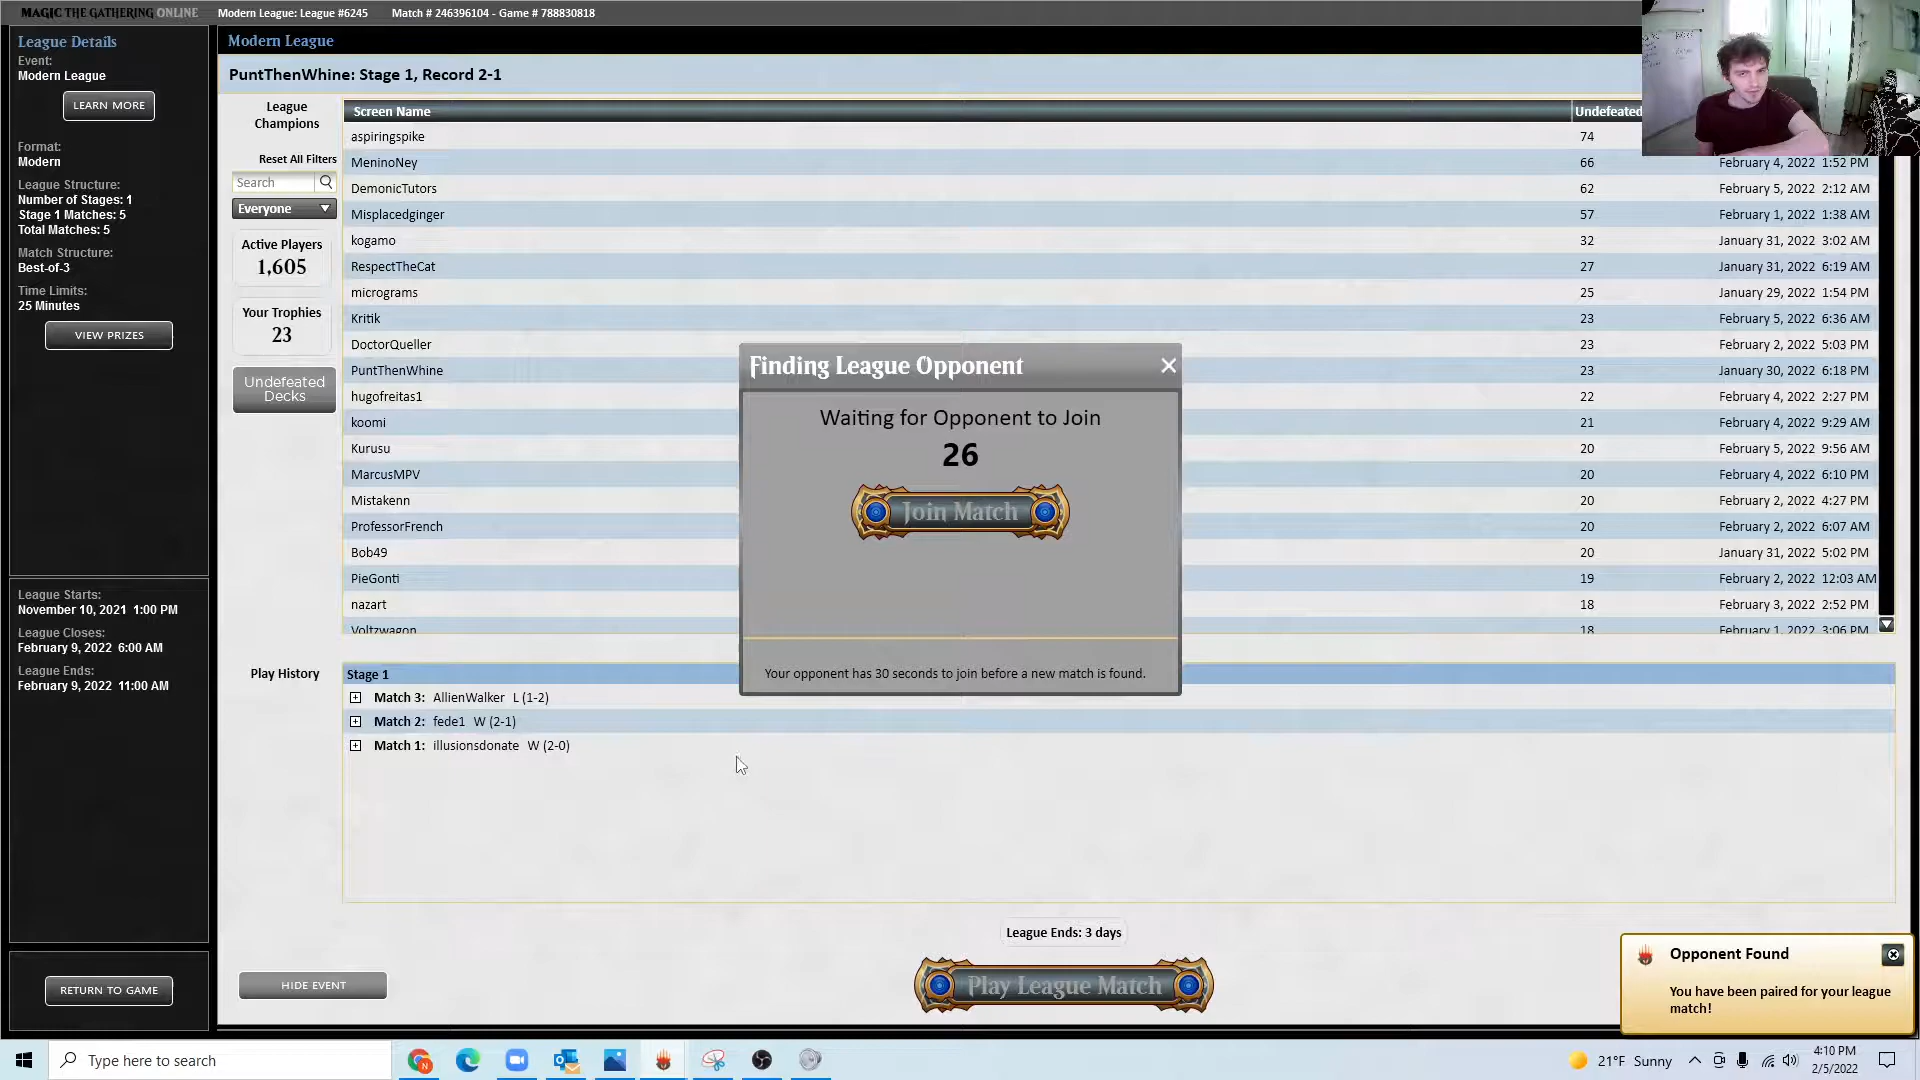 MAGIC THE GATHERING ONLINE
Modern League: League #6245
Match # 246396104 - Game # 788830818
League Details
Event:
Modern League
LEARN MORE
Format:
Modern
League Structure:
Number of Stages: 1
Stage 1 Matches: 5
Total Matches: 5
Match Structure:
Best-of-3
Time Limits:
25 Minutes
VIEW PRIZES
League Starts:
November 10, 2021 1:00 PM
League Closes:
February 9, 2022 6:00 AM
League Ends:
February 9, 2022 11:00 AM
RETURN TO GAME
Modern League
PuntThenWhine: Stage 1, Record 2-1
League
Champions
Reset All Filters
Search
Everyone
Active Players
1,605
Your Trophies
23
Undefeated
Decks
Screen Name Undefeated
aspiringspike 74
MeninoNey 66 February 4, 2022 1:52 PM
DemonicTutors 62 February 5, 2022 2:12 AM
Misplacedginger 57 February 1, 2022 1:38 AM
kogamo 32 January 31, 2022 3:02 AM
RespectTheCat 27 January 31, 2022 6:19 AM
micrograms 25 January 29, 2022 1:54 PM
Kritik 23 February 5, 2022 6:36 AM
DoctorQueller 23 February 2, 2022 5:03 PM
PuntThenWhine 23 January 30, 2022 6:18 PM
hugofreitas1 22 February 4, 2022 2:27 PM
koomi 21 February 4, 2022 9:29 AM
Kurusu 20 February 5, 2022 9:56 AM
MarcusMPV 20 February 4, 2022 6:10 PM
Mistakenn 20 February 2, 2022 4:27 PM
ProfessorFrench 20 February 2, 2022 6:07 AM
Bob49 20 January 31, 2022 5:02 PM
PieGonti 19 February 2, 2022 12:03 AM
nazart 18 February 3, 2022 2:52 PM
Voltzwagon 18 February 1, 2022 3:06 PM
Finding League Opponent
Waiting for Opponent to Join
26
Join Match
Your opponent has 30 seconds to join before a new match is found.
Play History
Stage 1
Match 3: AllienWalker L (1-2)
Match 2: fede1 W (2-1)
Match 1: illusionsdonate W (2-0)
League Ends: 3 days
HIDE EVENT
Play League Match
Opponent Found
You have been paired for your league
match!
Type here to search
21°F Sunny
4:10 PM
2/5/2022